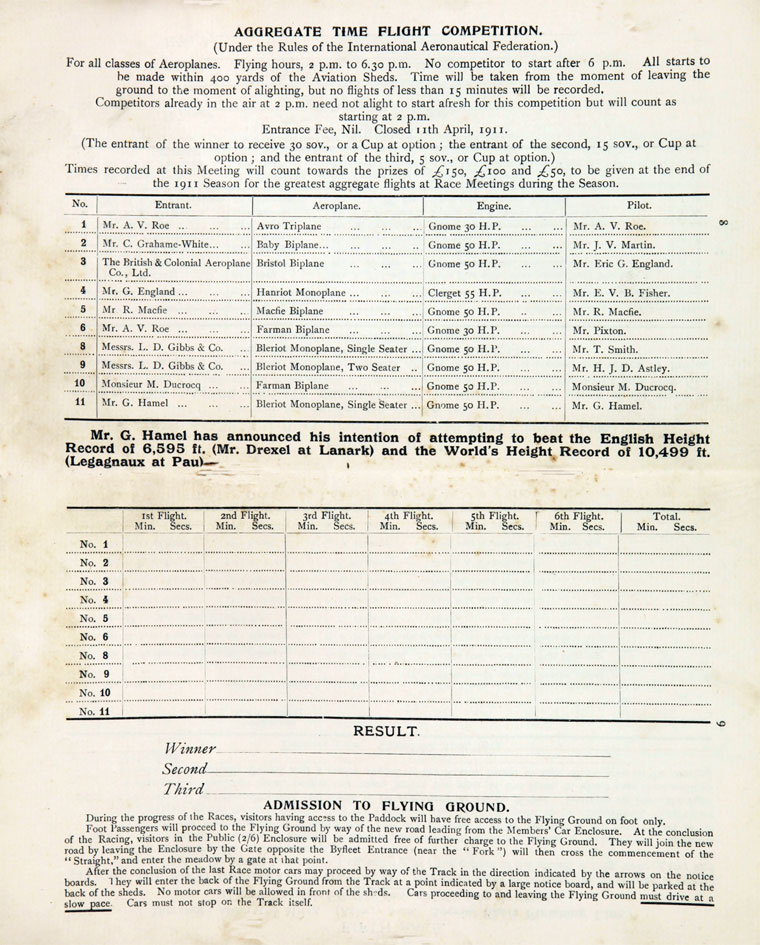 AGGREGATE TIME FLIGHT COMPETITION.
(Under the Rules of the International Aeronautical Federation.)
For all classes of Aeroplanes. Flying hours, 2 p.m. to 6.30 p.m. No competitor to start after 6 p.m. All starts to
be made within 400 yards of the Aviation Sheds. Time will be taken from the moment of leaving the
ground to the moment of alighting, but no flights of less than 15 minutes will be recorded.
Competitors already in the air at 2 p.m. need not alight to start afresh for this competition but will count as
starting at 2 p.m.
Entrance Fee, Nil. Closed 11th April, 1911.
(The entrant of the winner to receive 30 sov., or a Cup at option; the entrant of the second, 15 sov., or Cup at
option; and the entrant of the third, 5 sov., or Cup at option.)
Times recorded at this Meeting will count towards the prizes of £150, £100 and £50, to be given at the end of
the 1911 Season for the greatest aggregate flights at Race Meetings during the Season.
No. Entrant. Aeroplane. Engine. Pilot.
1 Mr. A. V. Roe ... ... ... Avro Triplane ... ... ... Gnome 30 H.P. ... ... Mr. A. V. Roe.
8
2 Mr. C. Grahame-White... ... Baby Biplane... ... ... ... Gnome 50 H.P. ... ... Mr. J. V. Martin.
3 The British & Colonial Aeroplane Bristol Biplane ... ... ... Gnome 50 H.P. ... ... Mr. Eric G. England.
Co., Ltd.
4 Mr. G. England ... ... ... Hanriot Monoplane ... ... ... Clerget 55 H.P. ... ... Mr. E. V. B. Fisher.
5 Mr R. Macfie ... ... ... Macfie Biplane ... ... ... Gnome 50 H.P. ... ... Mr. R. Macfie.
6 Mr. A. V. Roe ... ... ... Farman Biplane ... ... ... Gnome 30 H.P. ... ... Mr. Pixton.
8 Messrs. L. D. Gibbs & Co. ... Bleriot Monoplane, Single Seater ... Gnome 50 H.P. ... ... Mr. T. Smith.
9 Messrs. L. D. Gibbs & Co. ... Bleriot Monoplane, Two Seater ... Gnome 50 H.P. ... ... Mr. H. J. D. Astley.
10 Monsieur M. Ducrocq ... ... Farman Biplane ... ... ... Gnome 50 H.P. ... ... Monsieur M. Ducrocq.
11 Mr. G. Hamel ... ... ... Bleriot Monoplane, Single Seater ... Gnome 50 H.P. ... ... Mr. G. Hamel.
Mr. G. Hamel has announced his intention of attempting to beat the English Height
Record of 6,595 ft. (Mr. Drexel at Lanark) and the World's Height Record of 10,499 ft.
(Legagnaux at Pau).
1st Flight. 2nd Flight. 3rd Flight. 4th Flight. 5th Flight. 6th Flight. Total.
Min. Secs. Min. Secs. Min. Secs. Min. Secs. Min. Secs. Min. Secs. Min. Secs.
No. 1
No. 2
No. 3
No. 4
No. 5
No. 6
No. 8
No. 9
No. 10
No. 11
9
RESULT.
Winner
Second
Third
ADMISSION TO FLYING GROUND.
During the progress of the Races, visitors having access to the Paddock will have free access to the Flying Ground on foot only.
Foot Passengers will proceed to the Flying Ground by way of the new road leading from the Members' Car Enclosure. At the conclusion
of the Racing, visitors in the Public (2/6) Enclosure will be admitted free of further charge to the Flying Ground. They will join the new
road by leaving the Enclosure by the Gate opposite the Byfleet Entrance (near the "Fork") will then cross the commencement of the
"Straight," and enter the meadow by a gate at that point.
After the conclusion of the last Race motor cars may proceed by way of the Track in the direction indicated by the arrows on the notice
boards. They will enter the back of the Flying Ground from the Track at a point indicated by a large notice board, and will be parked at the
back of the sheds. No motor cars will be allowed in front of the sheds. Cars proceeding to and leaving the Flying Ground must drive at a
slow pace. Cars must not stop on the Track itself.